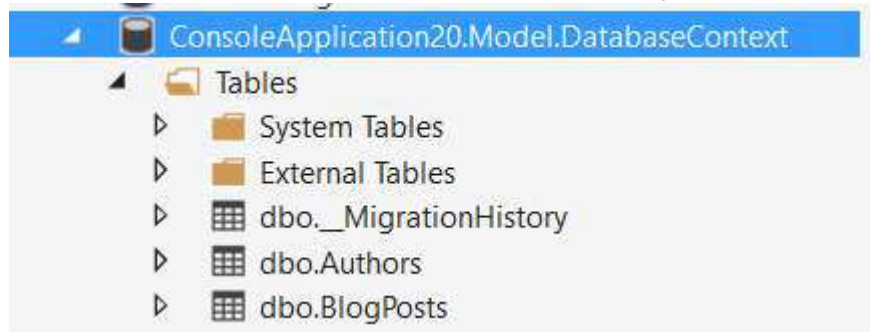 ConsoleApplication20.Model.DatabaseContext
Tables
System Tables
External Tables
dbo.__MigrationHistory
dbo.Authors
dbo.BlogPosts